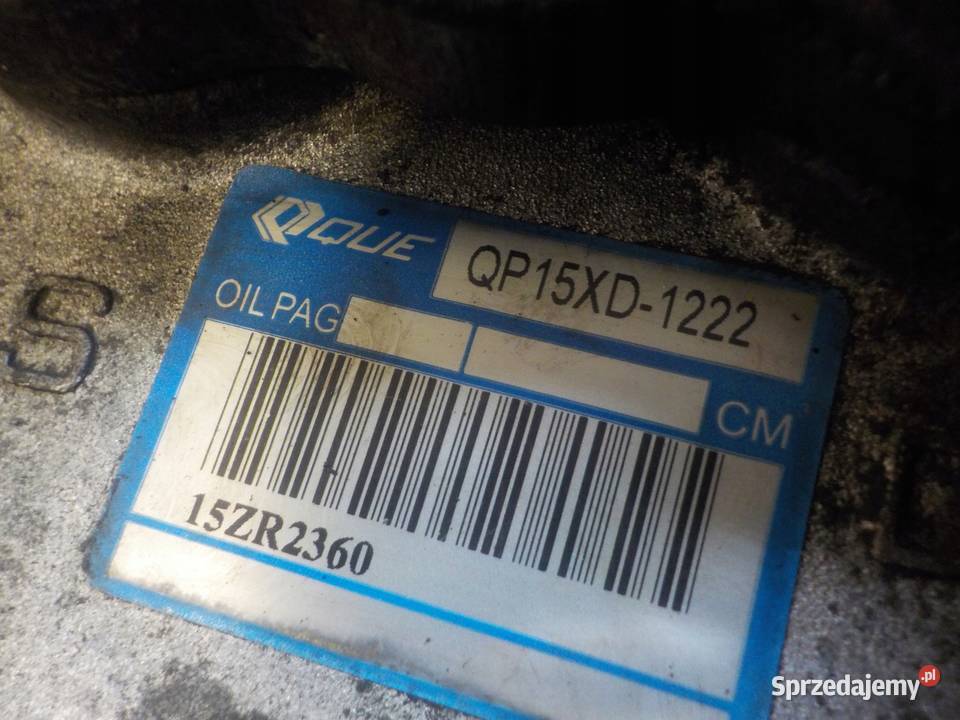 QUE
QP15XD-1222
OIL PAG
CM
15ZR2360
S
Sprzedajemy.pl